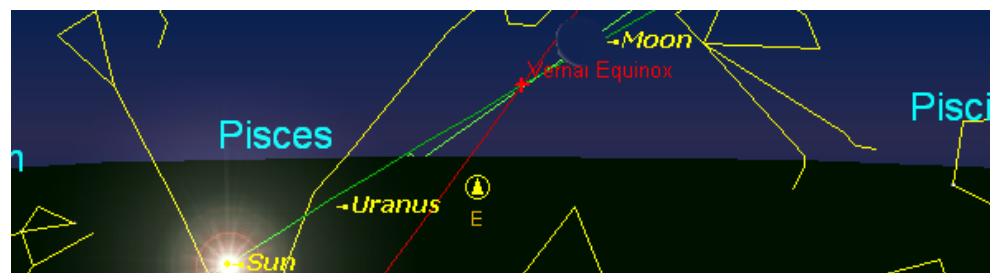 Moon
Vernal Equinox
Pisci
Pisces
n
Uranus
E
Sun